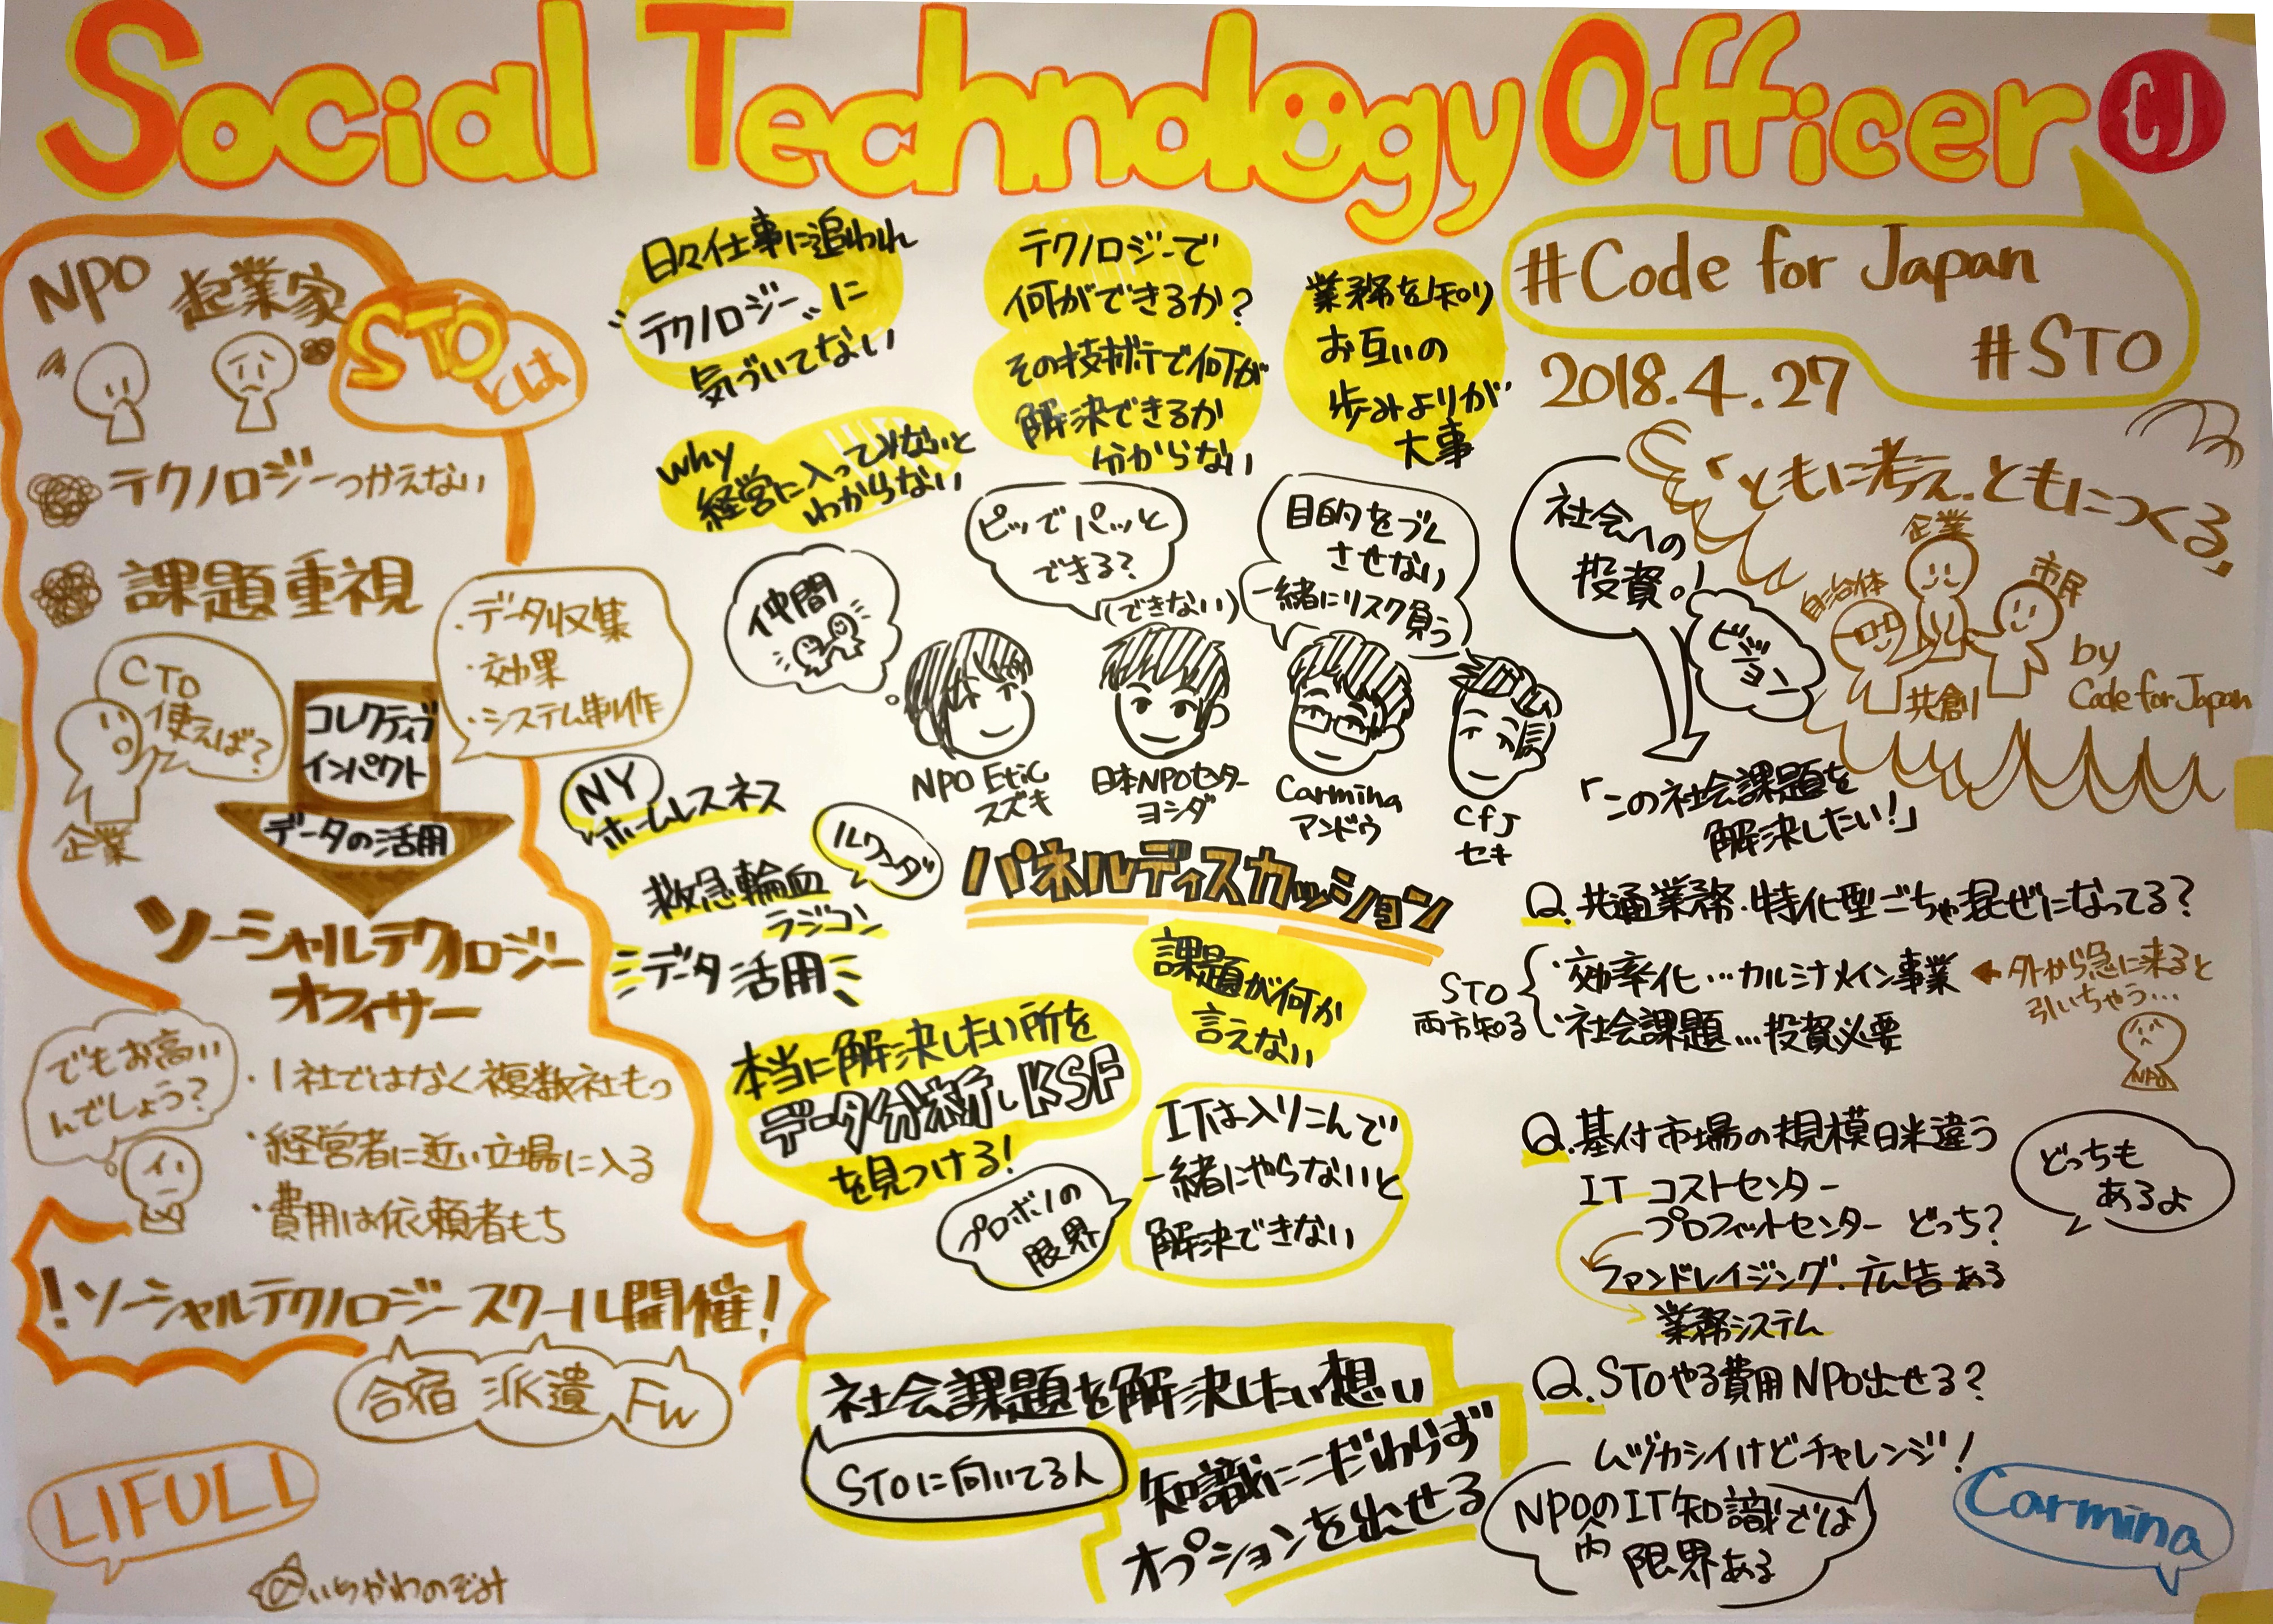 Social Technology Officer
{CJ
#Code for Japan
#STO
2018.4.27
NPO 起業家
STOとは
テクノロジーつかえない
課題重視
CTO
使えば?
企業
・データ収集
・効果
・システム制作
コレクティブ
インパクト
データの活用
ソーシャルテクノロジー
オフィサー
でもお高い
んでしょう?
・1社ではなく複数社もつ
・経営者に近い立場に入る
・費用は依頼者もち
!ソーシャルテクノロジースクール開催!
合宿 派遣 FW
LIFULL
いちかわのぞみ
日々仕事に追われ
"テクノロジー"に
気づいてない
why
経営に入ってみないと
わからない
テクノロジーで
何ができるか?
その技術で何が
解決できるか
分からない
業務を知り
お互いの
歩みよりが
大事
仲間
ピッでパッと
できる?
(できない)
目的をブレ
させない
一緒にリスク負う
NPO Etic
スズキ
日本NPOセンター
ヨシダ
Carmina
アンドウ
CfJ
セキ
パネルディスカッション
NY
ホームレスネス
ルワンダ
救急輪血
ラジコン
データ活用
本当に解決したい所を
データ分析しKSF
を見つける!
課題が何か
言えない
プロボノの
限界
ITは入りこんで
一緒にやらないと
解決できない
社会課題を解決したい想い
STOに向いてる人
知識にこだわらず
オプションを出せる
社会への
投資。
ビジョン
「この社会課題を
解決したい!」
「ともに考え、ともにつくる」
企業
自治体
市民
共創
by
Code for Japan
Q.共通業務・特化型ごちゃ混ぜになってる?
STO
両方知る
・効率化…カルミナメイン事業
外から急に来ると
引いちゃう…
・社会課題…投資必要
NPO
Q.基付市場の規模日米違う
IT コストセンター
プロフィットセンター どっち?
ファンドレイジング・広告ある
業務システム
どっちも
あるよ
Q.STOやる費用NPO出せる?
ムヅカシイけどチャレンジ!
NPO内のIT知識では
限界ある
Carmina